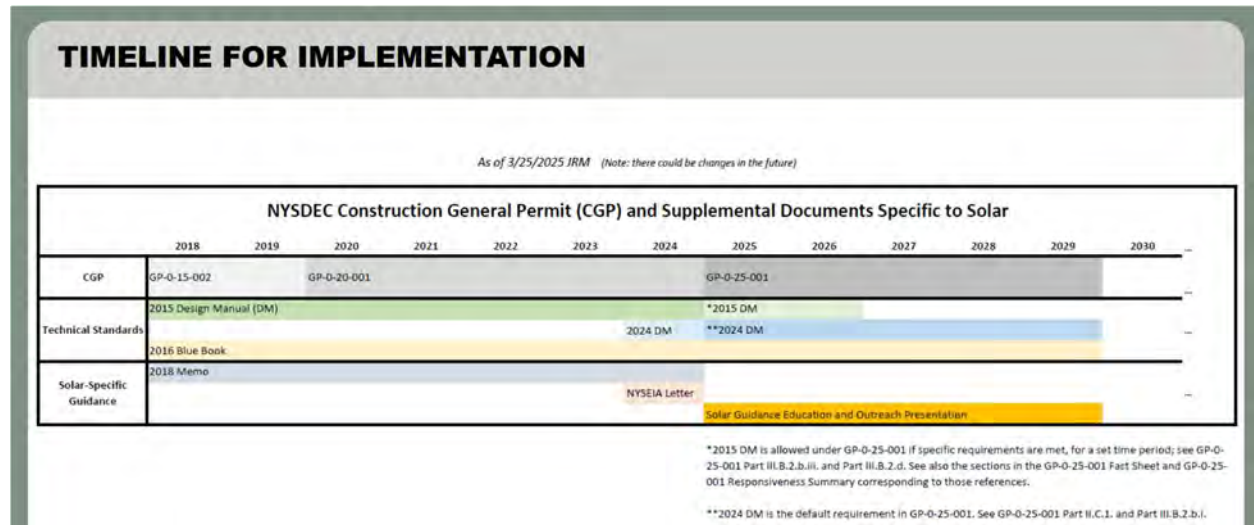 TIMELINE FOR IMPLEMENTATION
As of 3/25/2025 JRM (Note: there could be changes in the future)
NYSDEC Construction General Permit (CGP) and Supplemental Documents Specific to Solar
2018 2019 2020 2021 2022 2023 2024 2025 2026 2027 2028 2029 2030 ...
CGP GP-0-15-002 GP-0-20-001 GP-0-25-001 ...
2015 Design Manual (DM) *2015 DM
Technical Standards 2024 DM **2024 DM ...
2016 Blue Book
2018 Memo
Solar-Specific Guidance NYSEIA Letter ...
Solar Guidance Education and Outreach Presentation
*2015 DM is allowed under GP-0-25-001 if specific requirements are met, for a set time period; see GP-0-
25-001 Part III.B.2.b.iii. and Part III.B.2.d. See also the sections in the GP-0-25-001 Fact Sheet and GP-0-25-
001 Responsiveness Summary corresponding to those references.
**2024 DM is the default requirement in GP-0-25-001. See GP-0-25-001 Part II.C.1. and Part III.B.2.b.i.